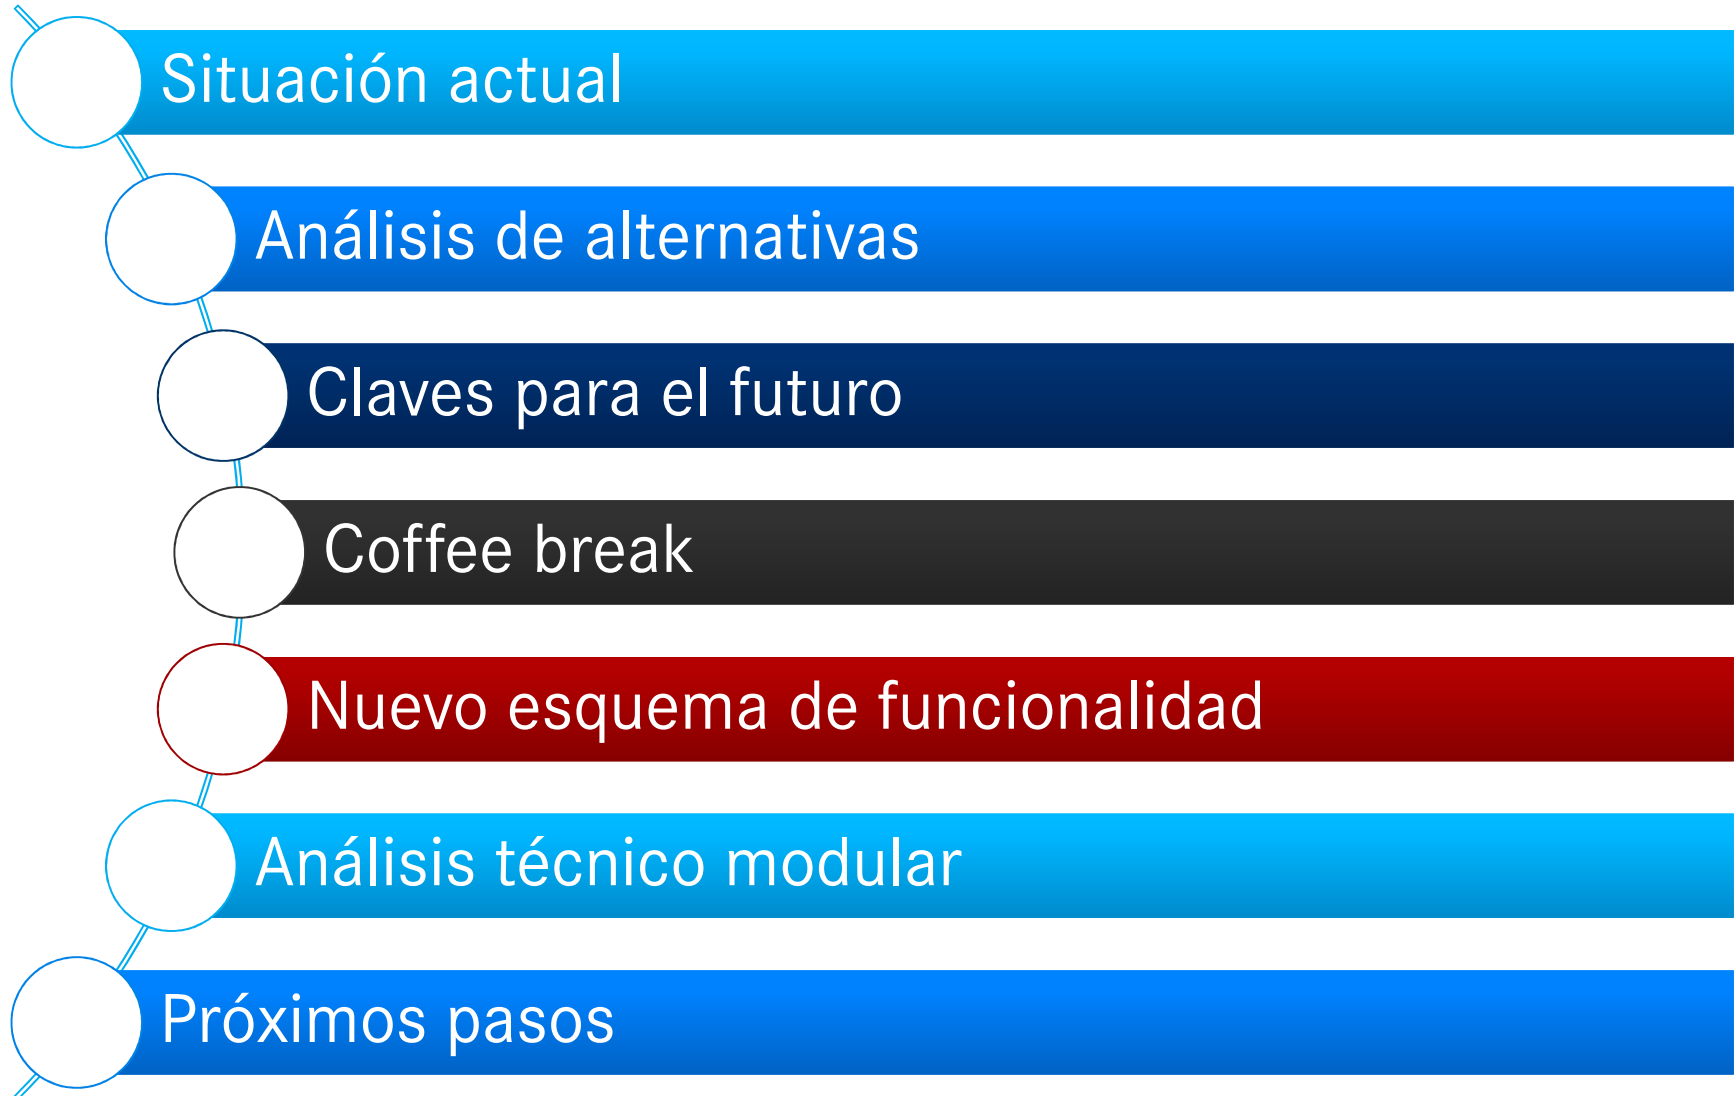 Situación actual
Análisis de alternativas
Claves para el futuro
Coffee break
Nuevo esquema de funcionalidad
Análisis técnico modular
Próximos pasos